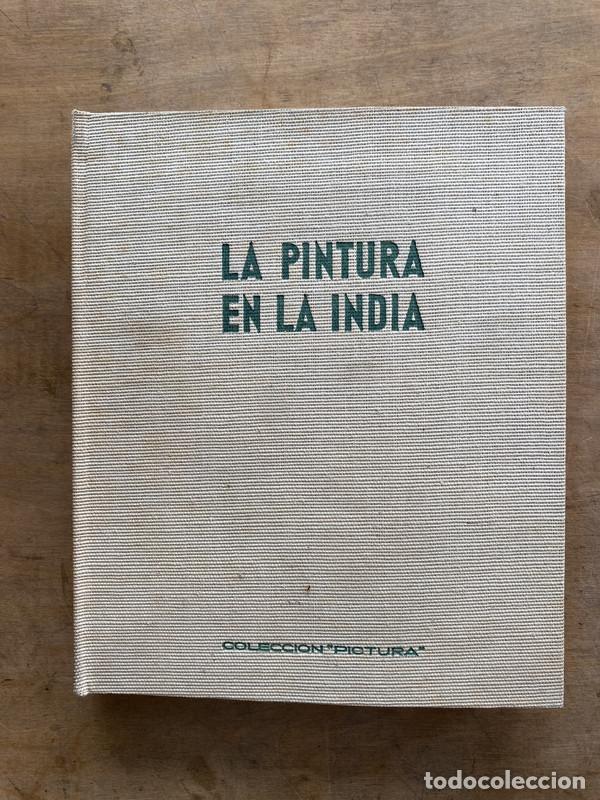 LA PINTURA
EN LA INDIA
COLECCION "PICTURA"
todocoleccion